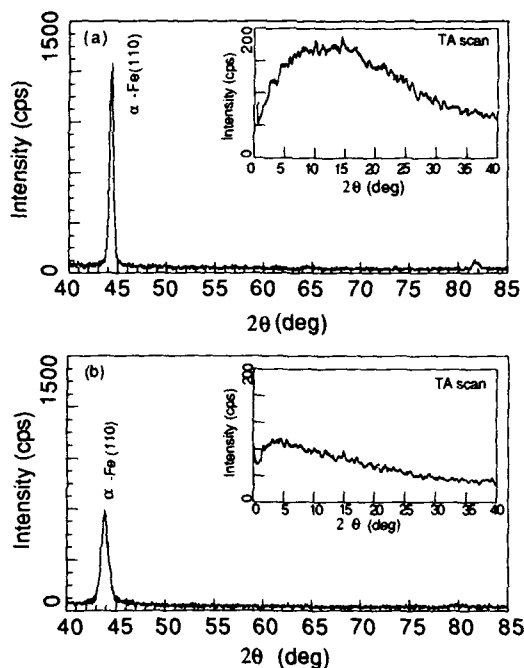 (a)
1500
0
Intensity (cps)
α -Fe(110)
40 45 50 55 60 65 70 75 80 85
2θ (deg)
TA scan
200
0
Intensity (cps)
0 5 10 15 20 25 30 35 40
2θ (deg)
(b)
1500
0
Intensity (cps)
α -Fe (110)
40 45 50 55 60 65 70 75 80 85
2θ (deg)
TA scan
200
0
Intensity (cps)
0 5 10 15 20 25 30 35 40
2 θ (deg)